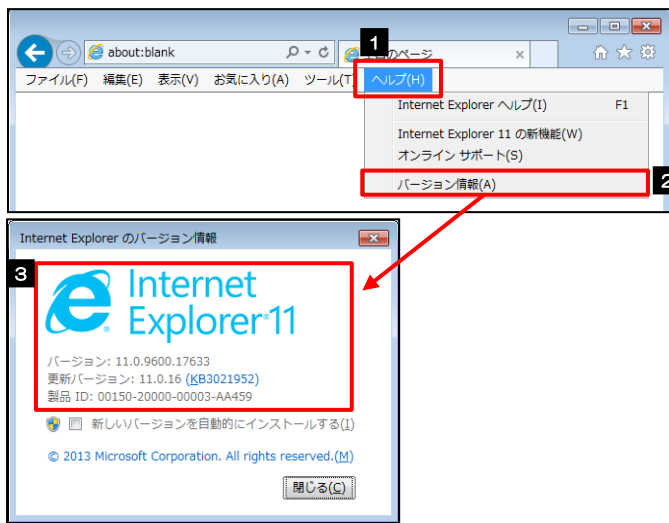 1
about:blank
のページ
ファイル(F) 編集(E) 表示(V) お気に入り(A) ツール(T) ヘルプ(H)
Internet Explorer ヘルプ(I) F1
Internet Explorer 11 の新機能(W)
オンライン サポート(S)
バージョン情報(A)
2
Internet Explorer のバージョン情報
3
Internet
Explorer®11
バージョン: 11.0.9600.17633
更新バージョン: 11.0.16 (KB3021952)
製品 ID: 00150-20000-00003-AA459
新しいバージョンを自動的にインストールする(I)
© 2013 Microsoft Corporation. All rights reserved.(M)
閉じる(C)